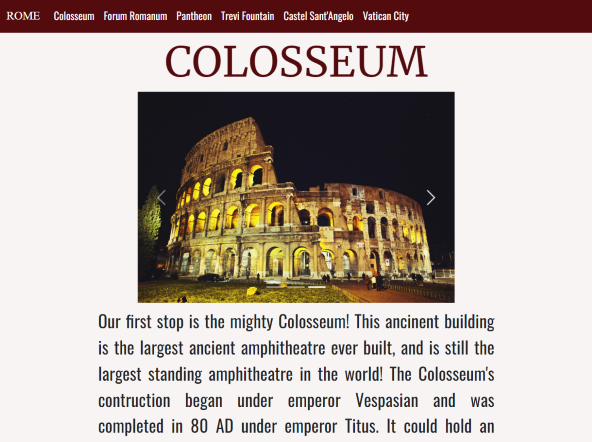 ROME Colosseum Forum Romanum Pantheon Trevi Fountain Castel Sant'Angelo Vatican City
COLOSSEUM
Our first stop is the mighty Colosseum! This ancinent building
is the largest ancient amphitheatre ever built, and is still the
largest standing amphitheatre in the world! The Colosseum's
contruction began under emperor Vespasian and was
completed in 80 AD under emperor Titus. It could hold an